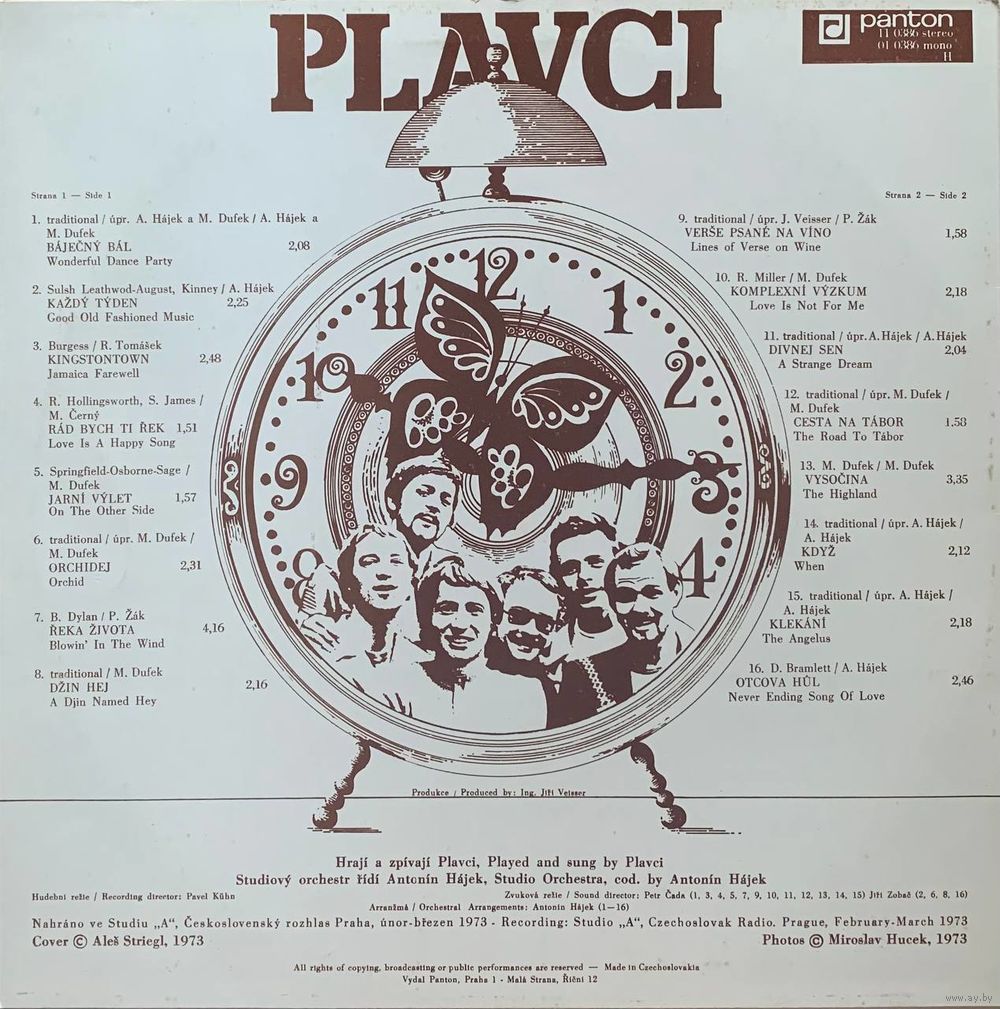 PLAVCI
panton
11 0386 stereo
01 0386 mono
H
Strana 1 — Side 1
1. traditional / úpr. A. Hájek a M. Dufek / A. Hájek a
M. Dufek
BÁJEČNÝ BÁL 2,08
Wonderful Dance Party
2. Sulsh Leathwod-August, Kinney / A. Hájek
KAŽDÝ TÝDEN 2,25
Good Old Fashioned Music
3. Burgess / R. Tomášek
KINGSTONTOWN 2,48
Jamaica Farewell
4. R. Hollingsworth, S. James /
M. Černý
RÁD BYCH TI ŘEK 1,51
Love Is A Happy Song
5. Springfield-Osborne-Sage /
M. Dufek
JARNÍ VÝLET 1,57
On The Other Side
6. traditional / úpr. M. Dufek /
M. Dufek
ORCHIDEJ 2,31
Orchid
7. B. Dylan / P. Žák
ŘEKA ŽIVOTA 4,16
Blowin' In The Wind
8. traditional / M. Dufek
DŽIN HEJ 2,16
A Djin Named Hey
Strana 2 — Side 2
9. traditional / úpr. J. Veisser / P. Žák
VERŠE PSANÉ NA VÍNO 1,58
Lines of Verse on Wine
10. R. Miller / M. Dufek
KOMPLEXNÍ VÝZKUM 2,18
Love Is Not For Me
11. traditional / úpr. A. Hájek / A. Hájek
DIVNEJ SEN 2,04
A Strange Dream
12. traditional / úpr. M. Dufek /
M. Dufek
CESTA NA TÁBOR 1.53
The Road To Tábor
13. M. Dufek / M. Dufek
VYSOČINA 3,35
The Highland
14. traditional / úpr. A. Hájek /
A. Hájek
KDYŽ 2,12
When
15. traditional / úpr. A. Hájek /
A. Hájek
KLEKÁNÍ 2,18
The Angelus
16. D. Bramlett / A. Hájek
OTCOVA HŮL 2,46
Never Ending Song Of Love
12
1
2
3
4
8
9
10
11
Produkce / Produced by: Ing. Jiří Veisser
Hrají a zpívají Plavci, Played and sung by Plavci
Studiový orchestr řídí Antonín Hájek, Studio Orchestra, cod. by Antonín Hájek
Hudební režie / Recording director: Pavel Kühn Zvuková režie / Sound director: Petr Čada (1, 3, 4, 5, 7, 9, 10, 11, 12, 13, 14, 15) Jiří Zobač (2, 6, 8, 16)
Aranžmá / Orchestral Arrangements: Antonín Hájek (1—16)
Nahráno ve Studiu „A“, Československý rozhlas Praha, únor-březen 1973 - Recording: Studio „A“, Czechoslovak Radio. Prague, February-March 1973
Cover © Aleš Striegl, 1973 Photos © Miroslav Hucek, 1973
All rights of copying, broadcasting or public performances are reserved — Made in Czechoslovakia
Vydal Panton, Praha 1 - Malá Strana, Říční 12
www.ay.by